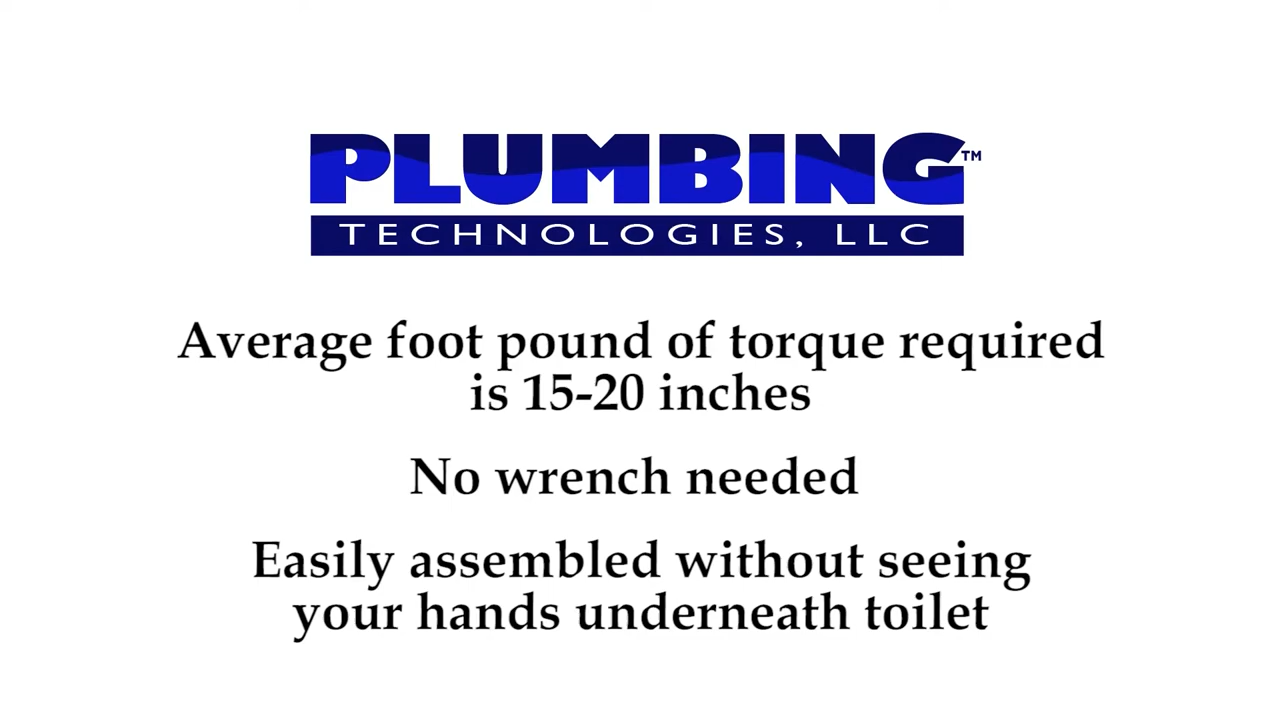 PLUMBING™
TECHNOLOGIES, LLC
Average foot pound of torque required
is 15-20 inches
No wrench needed
Easily assembled without seeing
your hands underneath toilet